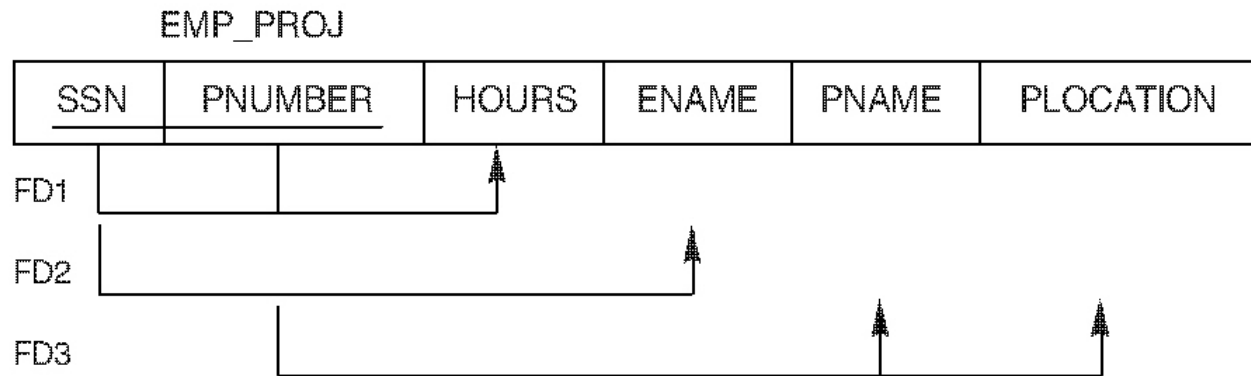 EMP_PROJ
SSN PNUMBER HOURS ENAME PNAME PLOCATION
FD1
FD2
FD3